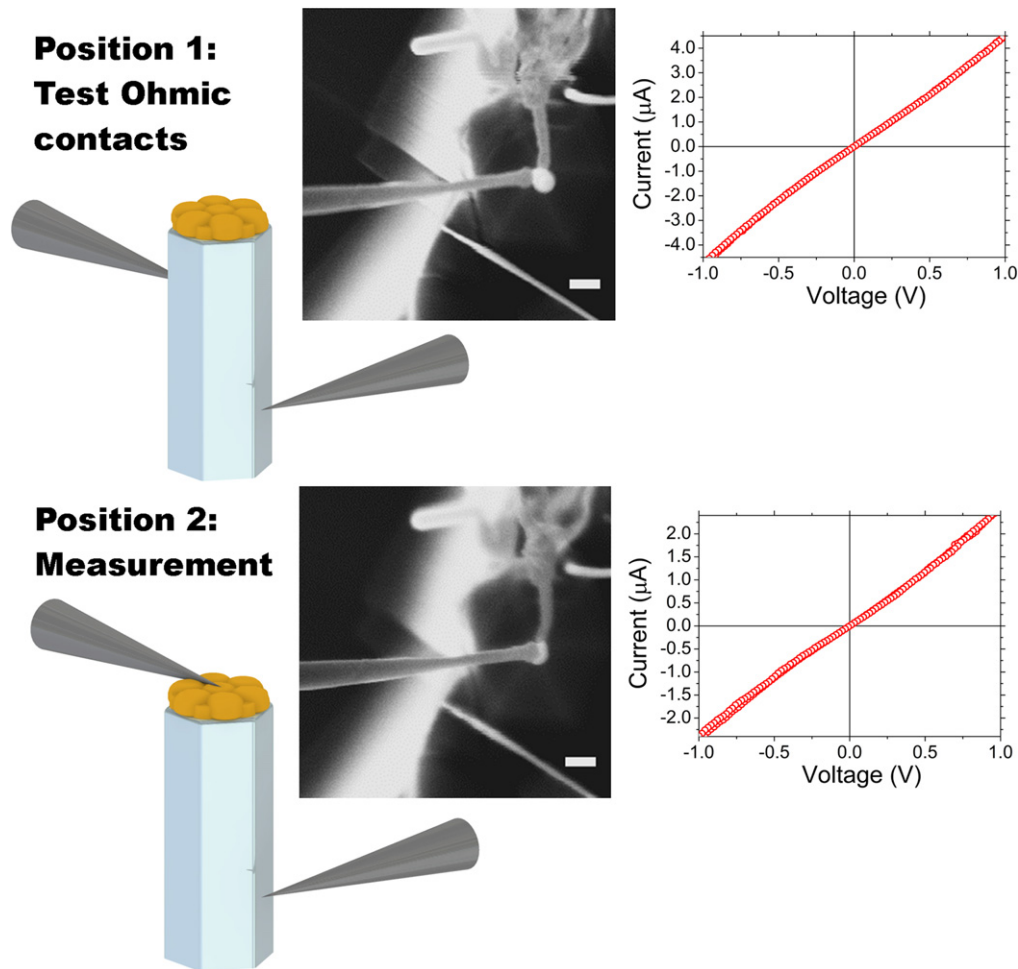 Position 1:
Test Ohmic
contacts
4.0
3.0
2.0
1.0
0.0
-1.0
-2.0
-3.0
-4.0
Current (μA)
-1.0 -0.5 0.0 0.5 1.0
Voltage (V)
Position 2:
Measurement
2.0
1.5
1.0
0.5
0.0
-0.5
-1.0
-1.5
-2.0
Current (μA)
-1.0 -0.5 0.0 0.5 1.0
Voltage (V)